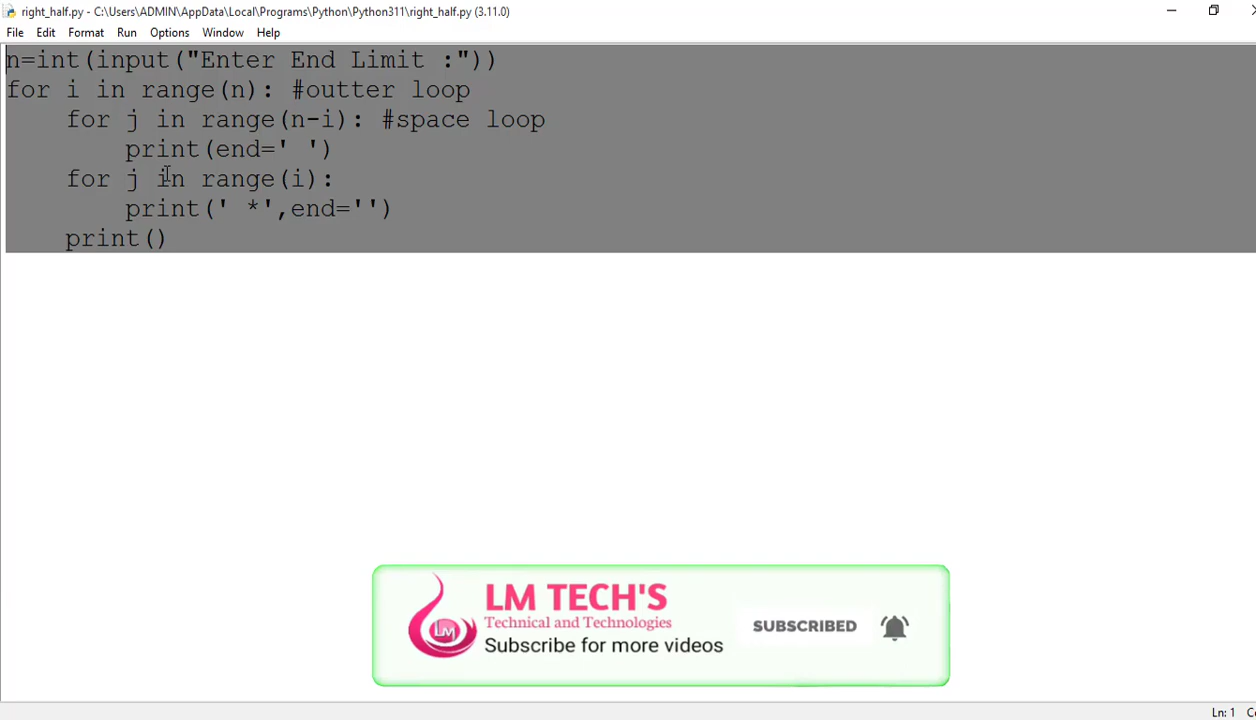 right_half.py - C:\Users\ADMIN\AppData\Local\Programs\Python\Python311\right_half.py (3.11.0)
File Edit Format Run Options Window Help
n=int(input("Enter End Limit :"))
for i in range(n): #outter loop
    for j in range(n-i): #space loop
        print(end=' ')
    for j in range(i):
        print(' *',end='')
    print()
LM TECH'S
Technical and Technologies
LM
Subscribe for more videos
SUBSCRIBED
Ln: 1